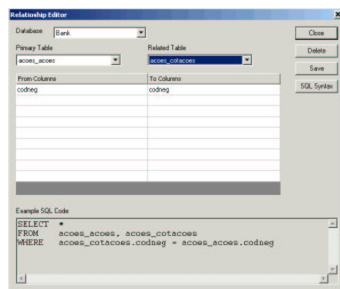 Relatioship Editor
Database Bank Close
Primary Table Related Table Delete
acoes_acoes acoes_cotacoes Save
From Columns To Columns SQL Syntax
codneg codneg
Example SQL Code
SELECT *
FROM acoes_acoes, acoes_cotacoes
WHERE acoes_cotacoes.codneg = acoes_acoes.codneg